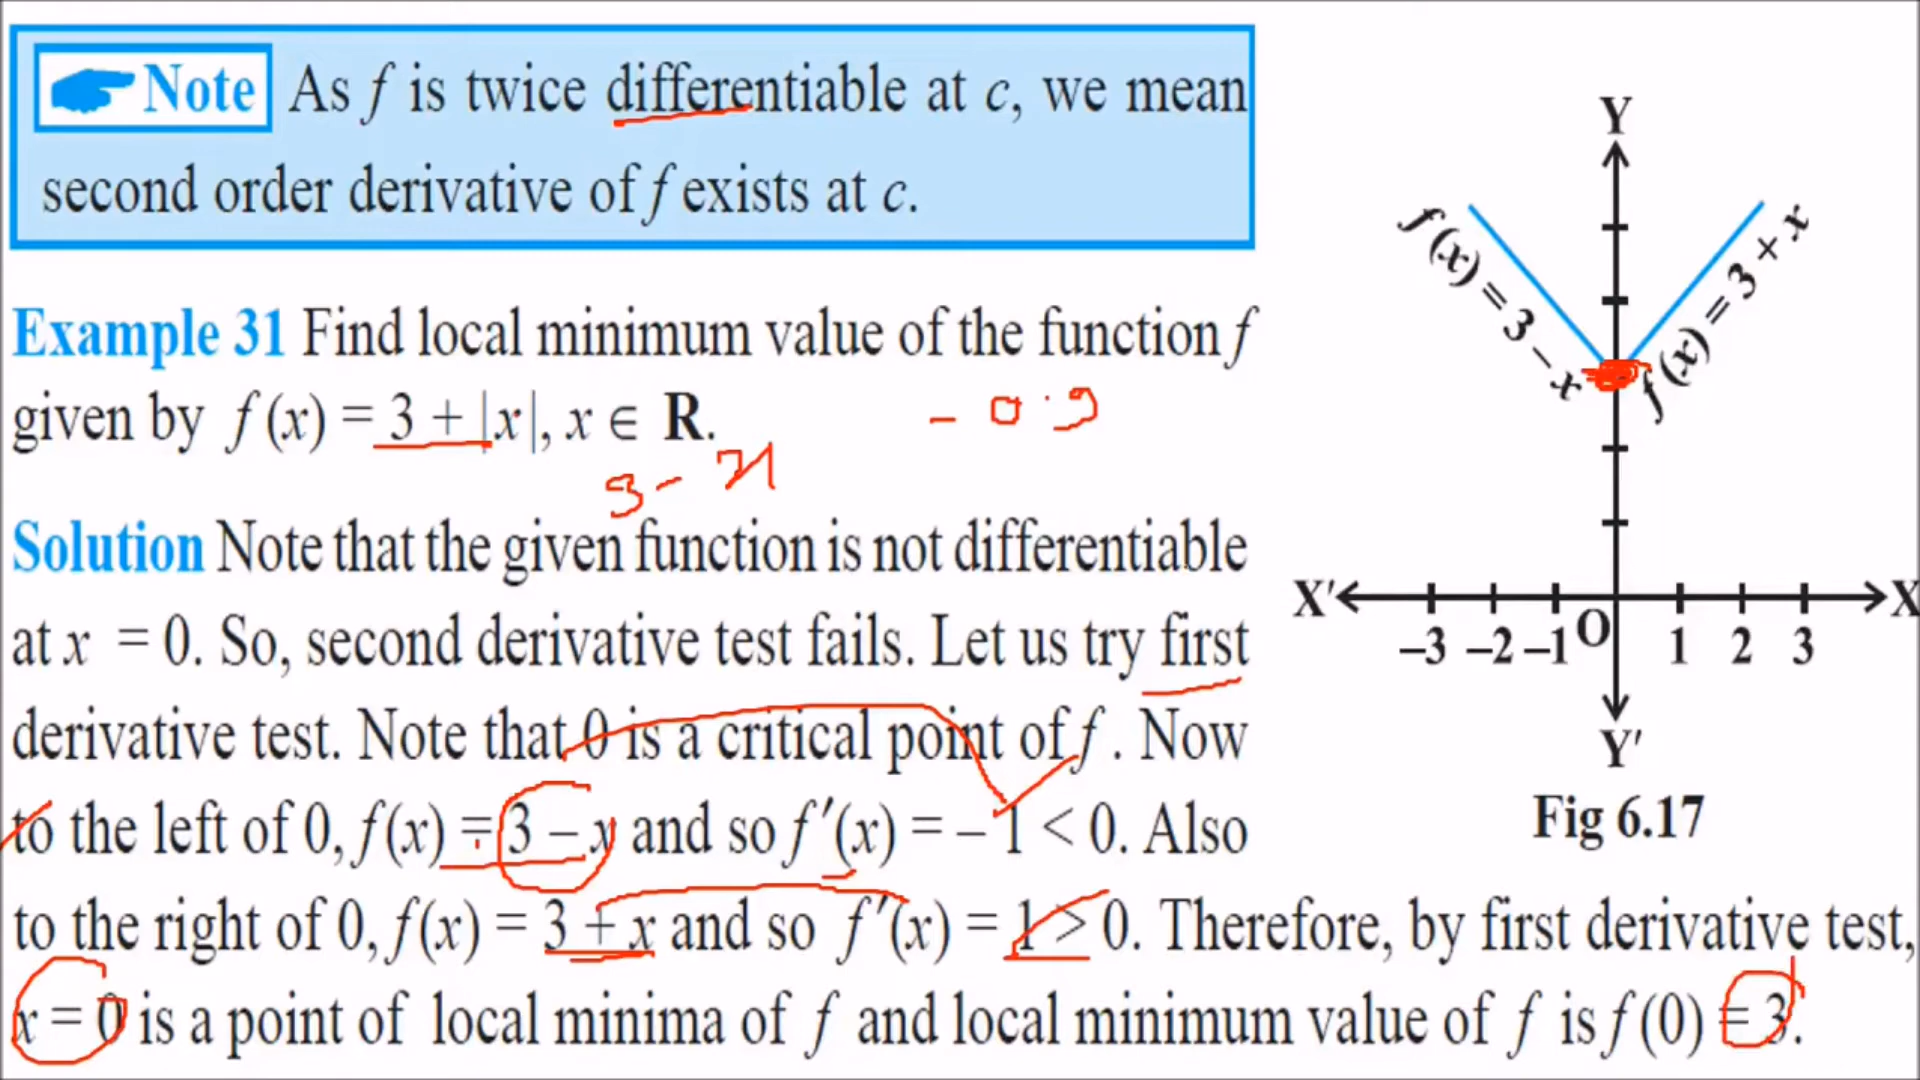 Note As f is twice differentiable at c, we mean
second order derivative of f exists at c.
Example 31 Find local minimum value of the function f
given by f (x) = 3 + |x|, x ∈ R.
- 0.9
3 - x
Solution Note that the given function is not differentiable
at x = 0. So, second derivative test fails. Let us try first
derivative test. Note that 0 is a critical point of f . Now
to the left of 0, f(x) = 3 – x and so f ′(x) = – 1 < 0. Also
to the right of 0, f(x) = 3 + x and so f ′(x) = 1 > 0. Therefore, by first derivative test,
x = 0 is a point of local minima of f and local minimum value of f is f (0) = 3.
Y
f (x) = 3 – x
f (x) = 3 + x
X′
X
–3 –2 –1 O 1 2 3
Y′
Fig 6.17